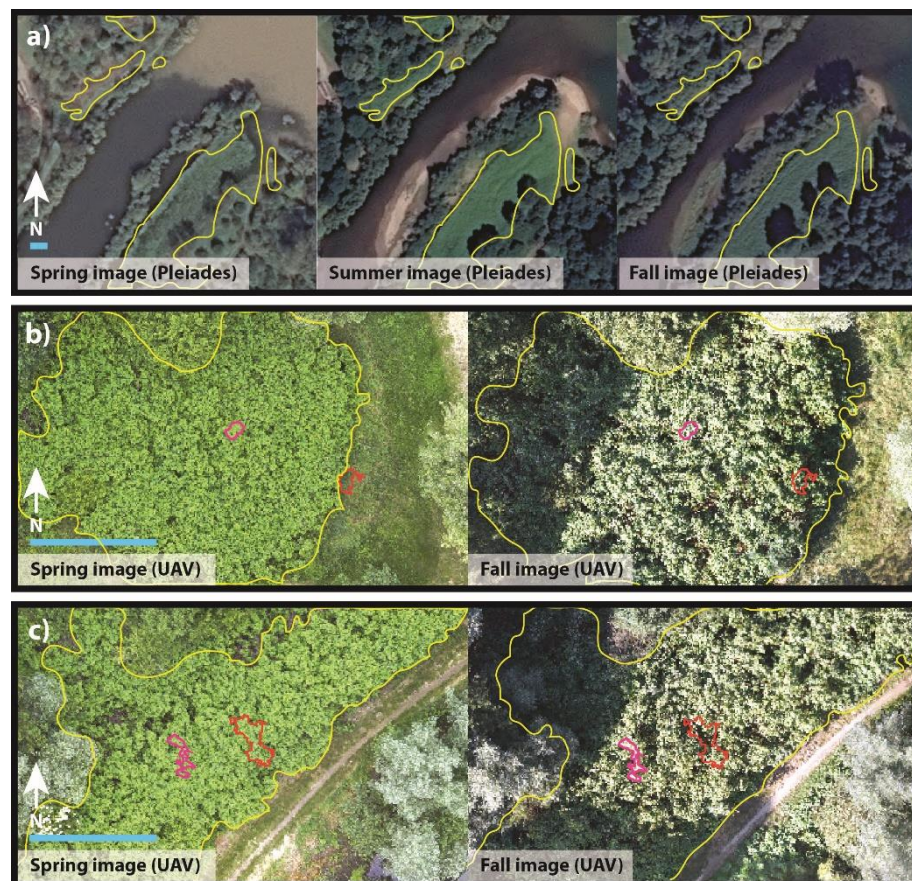 a)
N
Spring image (Pleiades)
Summer image (Pleiades)
Fall image (Pleiades)
b)
N
Spring image (UAV)
Fall image (UAV)
c)
N
Spring image (UAV)
Fall image (UAV)